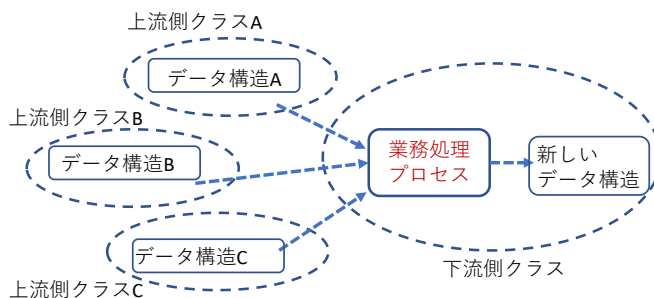 上流側クラスA
データ構造A
上流側クラスB
データ構造B
業務処理
プロセス
新しい
データ構造
データ構造C
上流側クラスC
下流側クラス